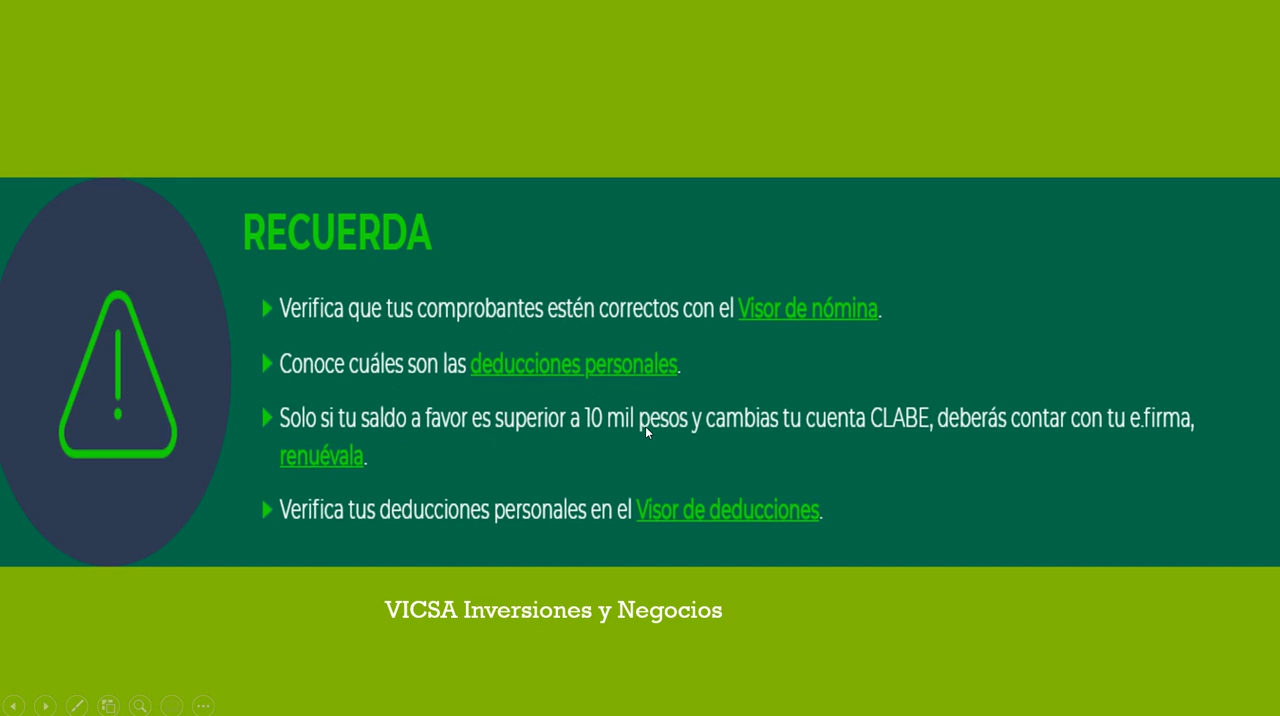 RECUERDA
Verifica que tus comprobantes estén correctos con el Visor de nómina.
Conoce cuáles son las deducciones personales.
Solo si tu saldo a favor es superior a 10 mil pesos y cambias tu cuenta CLABE, deberás contar con tu e.firma,
renuévala.
Verifica tus deducciones personales en el Visor de deducciones.
VICSA Inversiones y Negocios